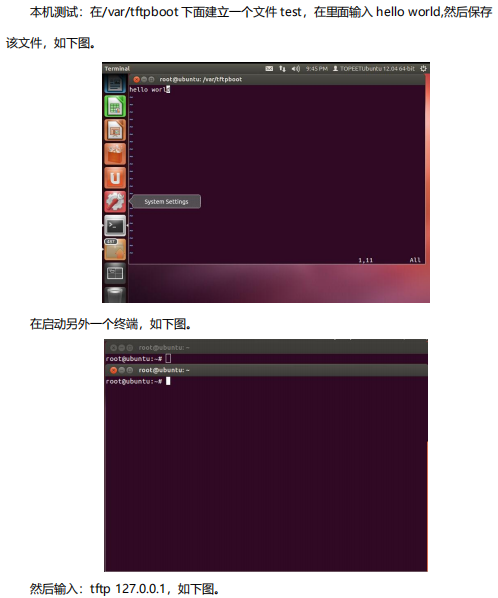 本机测试：在/var/tftpboot 下面建立一个文件 test，在里面输入 hello world,然后保存
该文件，如下图。
Terminal
9:45 PM
TOPEETUbuntu 12.04 64-bit
root@ubuntu: /var/tftpboot
hello world
System Settings
1,11 All
在启动另外一个终端，如下图。
root@ubuntu: ~
root@ubuntu:~#
root@ubuntu: ~
root@ubuntu:~#
然后输入：tftp 127.0.0.1，如下图。